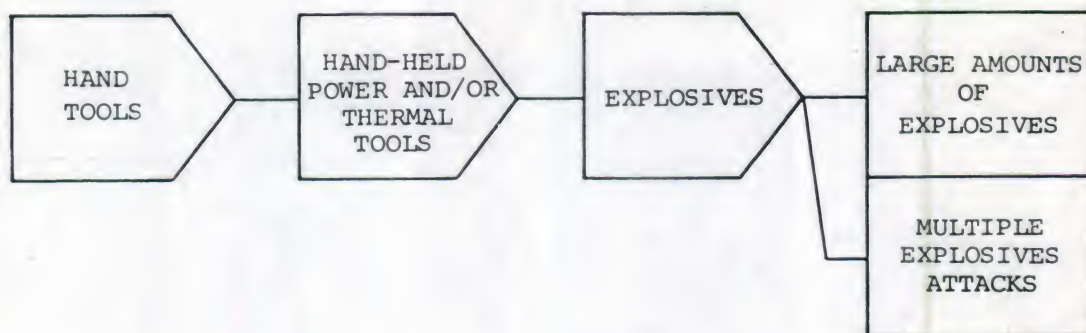 HAND
TOOLS
HAND-HELD
POWER AND/OR
THERMAL
TOOLS
EXPLOSIVES
LARGE AMOUNTS
OF
EXPLOSIVES
MULTIPLE
EXPLOSIVES
ATTACKS